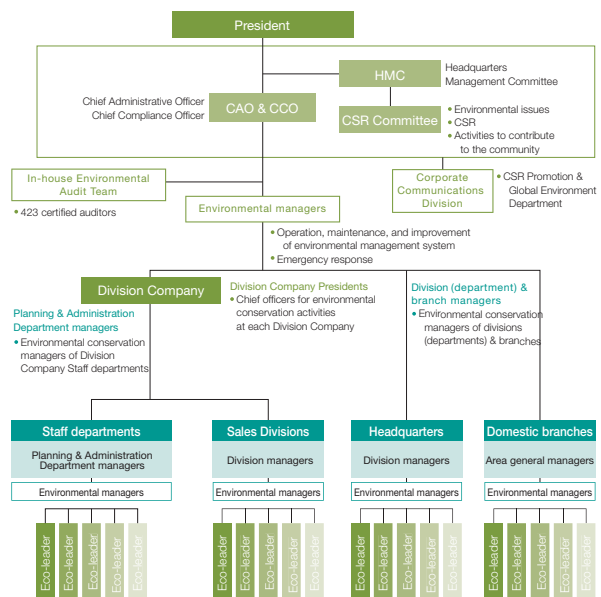 President
HMC
Headquarters
Management Committee
Chief Administrative Officer
Chief Compliance Officer
CAO & CCO
CSR Committee
• Environmental issues
• CSR
• Activities to contribute
to the community
In-house Environmental
Audit Team
• 423 certified auditors
Environmental managers
Corporate
Communications
Division
• CSR Promotion &
Global Environment
Department
• Operation, maintenance, and improvement
of environmental management system
• Emergency response
Division Company
Division Company Presidents
• Chief officers for environmental
conservation activities
at each Division Company
Division (department) &
branch managers
• Environmental conservation
managers of divisions
(departments) & branches
Planning & Administration
Department managers
• Environmental conservation
managers of Division
Company Staff departments
Staff departments
Planning & Administration
Department managers
Environmental managers
Eco-leader
Eco-leader
Eco-leader
Eco-leader
Eco-leader
Sales Divisions
Division managers
Environmental managers
Eco-leader
Eco-leader
Eco-leader
Eco-leader
Eco-leader
Headquarters
Division managers
Environmental managers
Eco-leader
Eco-leader
Eco-leader
Eco-leader
Eco-leader
Domestic branches
Area general managers
Environmental managers
Eco-leader
Eco-leader
Eco-leader
Eco-leader
Eco-leader